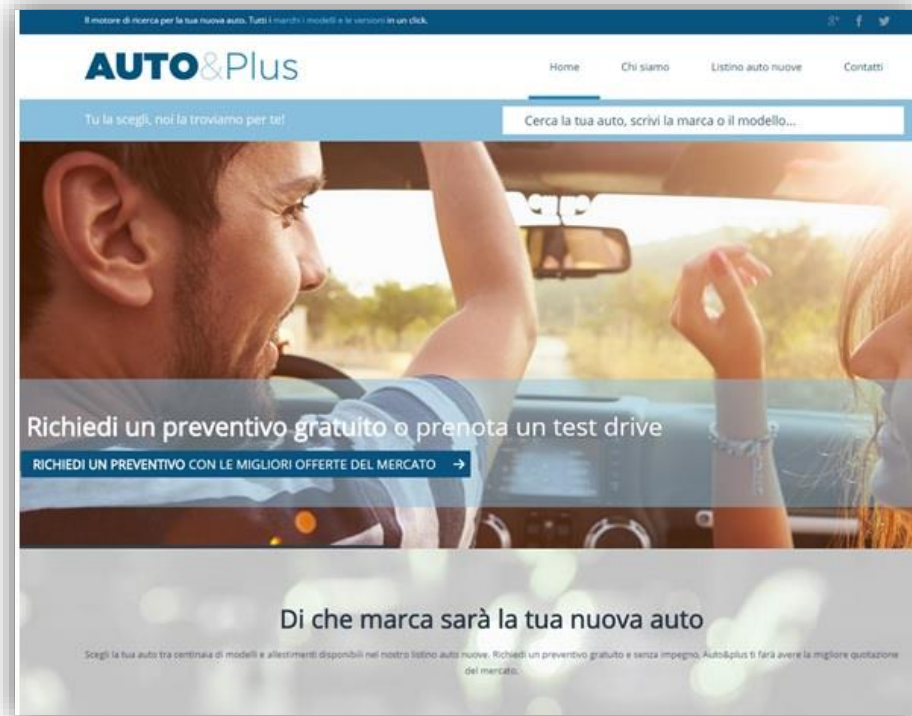 Il motore di ricerca per la tua nuova auto. Tutti i marchi i modelli e le versioni in un click.
AUTO&Plus
Home Chi siamo Listino auto nuove Contatti
Tu la scegli, noi la troviamo per te!
Cerca la tua auto, scrivi la marca o il modello...
Richiedi un preventivo gratuito o prenota un test drive
RICHIEDI UN PREVENTIVO CON LE MIGLIORI OFFERTE DEL MERCATO →
Di che marca sarà la tua nuova auto
Scegli la tua auto tra centinaia di modelli e allestimenti disponibili nel nostro listino auto nuove. Richiedi un preventivo gratuito e senza impegno, Auto&plus ti farà avere la migliore quotazione
del mercato.